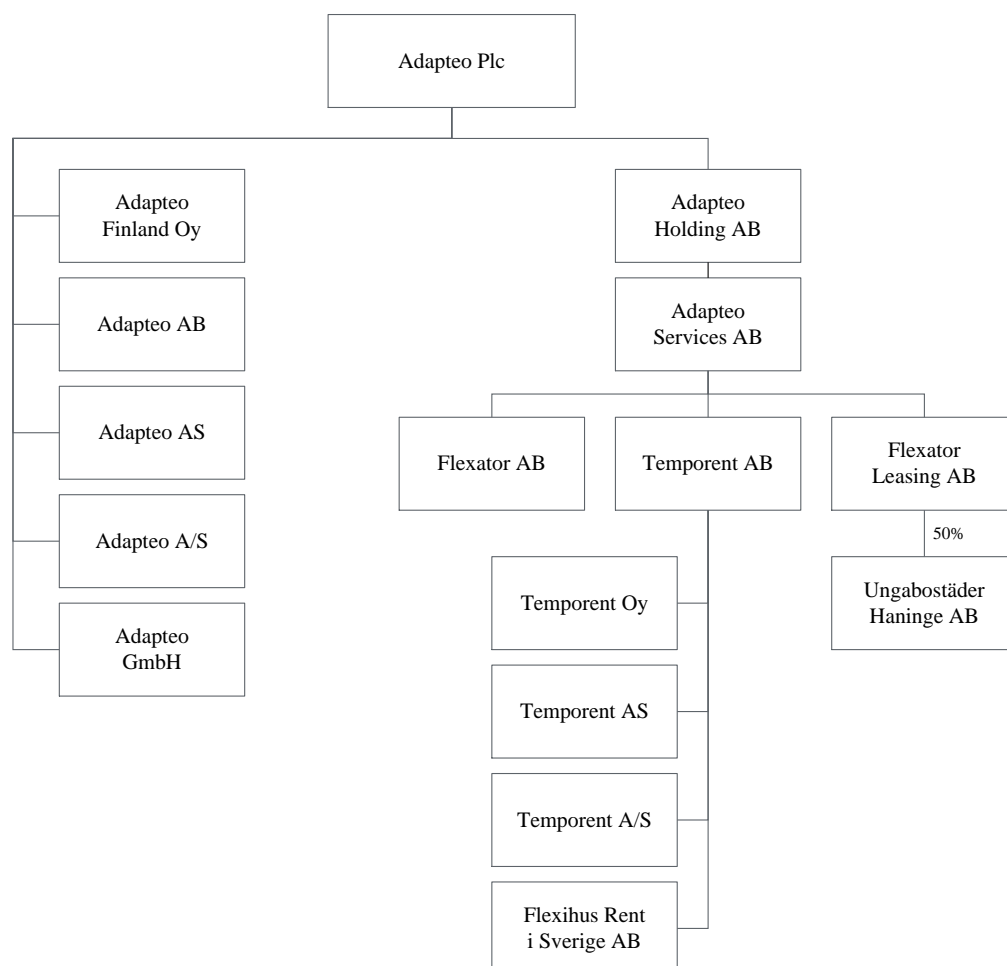 Adapteo Plc
Adapteo
Finland Oy
Adapteo AB
Adapteo AS
Adapteo A/S
Adapteo
GmbH
Adapteo
Holding AB
Adapteo
Services AB
Flexator AB
Temporent AB
Flexator
Leasing AB
50%
Ungabostäder
Haninge AB
Temporent Oy
Temporent AS
Temporent A/S
Flexihus Rent
i Sverige AB